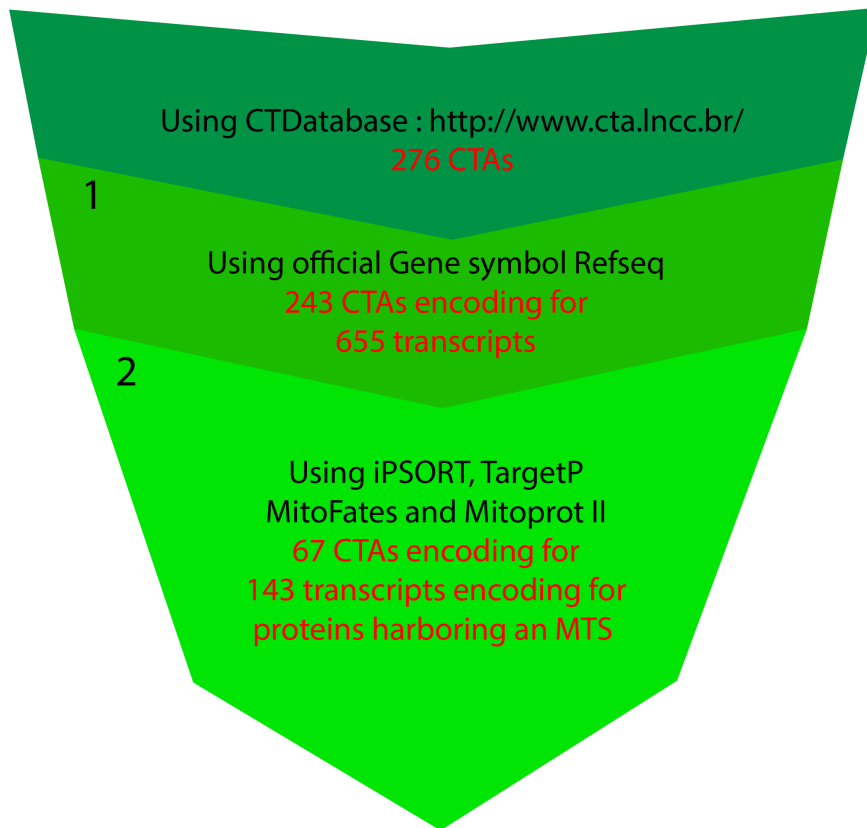 Using CTDatabase : http://www.cta.lncc.br/
276 CTAs
1
Using official Gene symbol Refseq
243 CTAs encoding for
655 transcripts
2
Using iPSORT, TargetP
MitoFates and Mitoprot II
67 CTAs encoding for
143 transcripts encoding for
proteins harboring an MTS